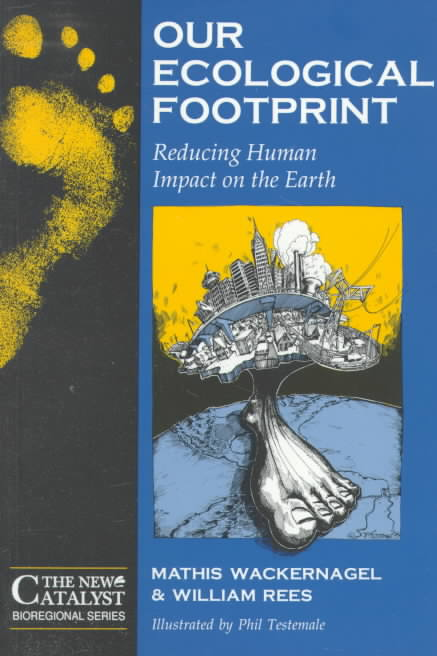 OUR
ECOLOGICAL
FOOTPRINT
Reducing Human
Impact on the Earth
MATHIS WACKERNAGEL
& WILLIAM REES
Illustrated by Phil Testemale
THE NEW
CATALYST
BIOREGIONAL SERIES